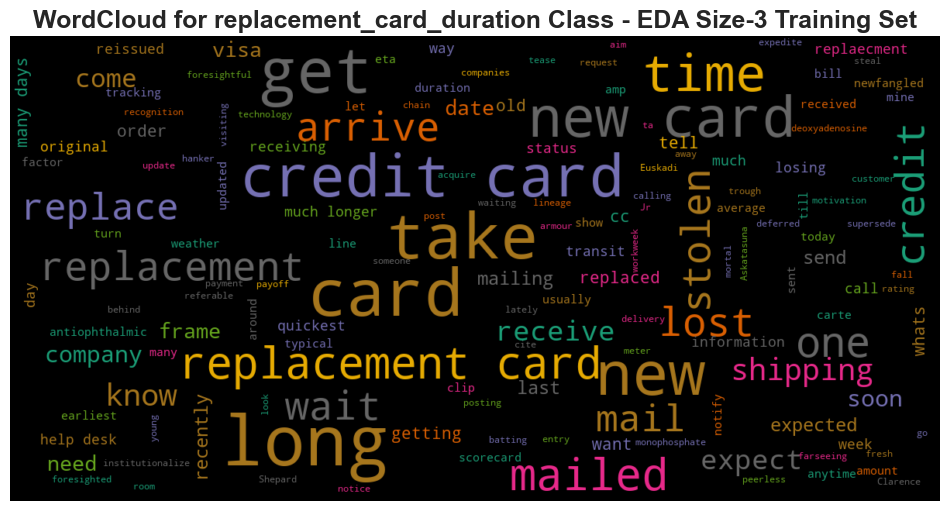 WordCloud for replacement_card_duration Class - EDA Size-3 Training Set
reissued visa way aim expedite steal
many days come foresightful get eta companies tease request time replaecment
tracking duration amp bill newfangled mine
recognition technology visiting let chain date old new card received deoxyadenosine
original order arrive status ta tell
factor update hanker receiving credit card acquire Euskadi away much losing customer credit
replace updated much longer waiting lineage calling trough till motivation
turn post armour show cc Jr stolen average deferred supersede
weather line take transit workweek mortal Askatasuna today
replacement someone mailing replaced send
day payment payoff referable card usually sent call fall rating
behind around quickest lately delivery carte whats
antiophthalmic frame typical receive cite lost information one
company many replacement card meter new shipping
know clip last soon
earliest young look wait posting mail notify expected
help desk recently getting batting entry want monophosphate week go
need institutionalize long scorecard expect farseeing fresh
foresighted room Shepard notice mailed peerless anytime amount Clarence